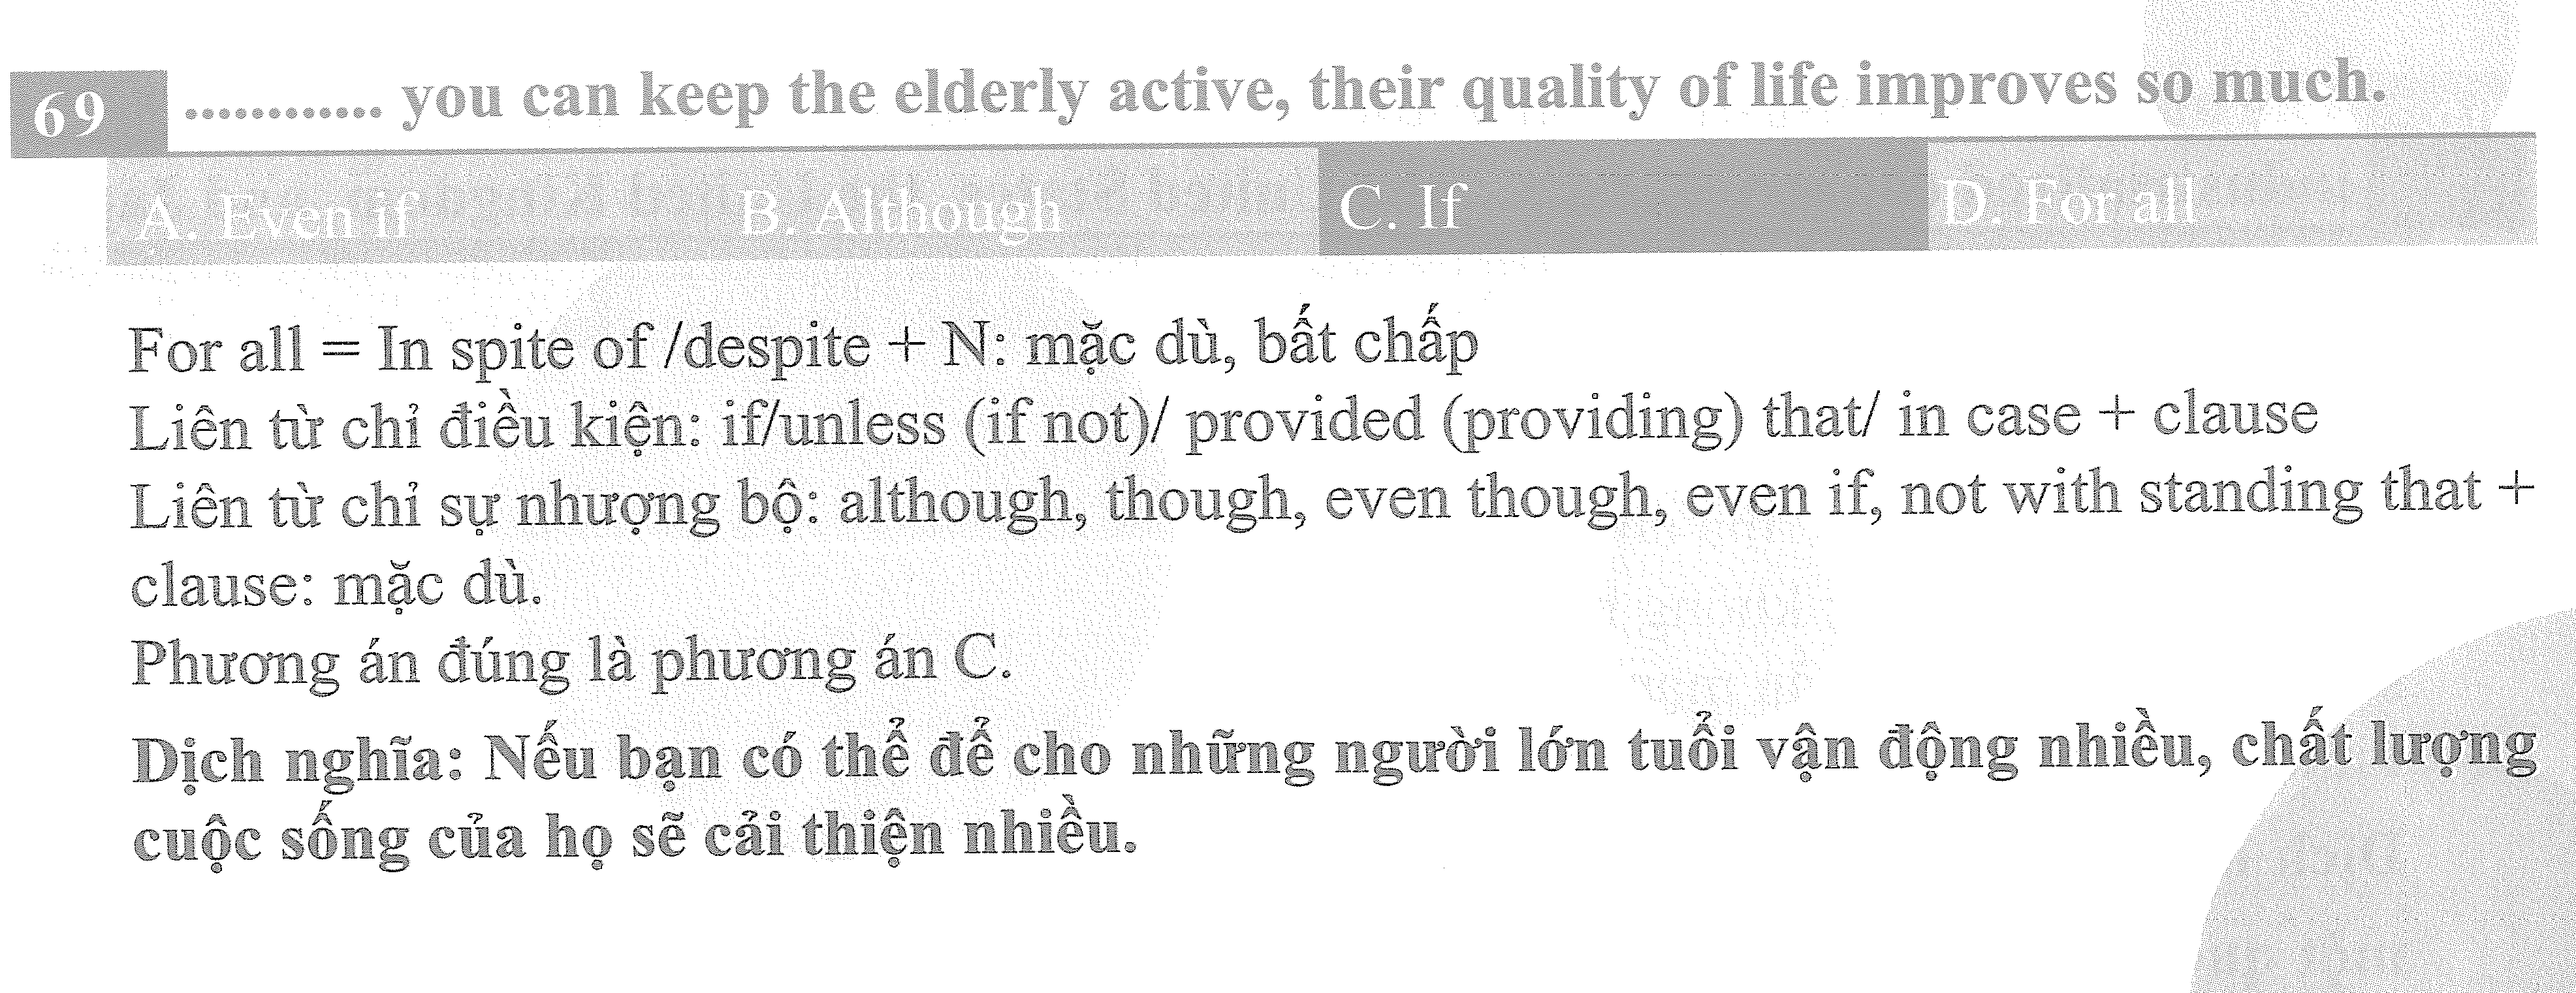 69 ............ you can keep the elderly active, their quality of life improves so much.
A. Even if B. Although C. If D. For all
For all = In spite of /despite + N: mặc dù, bất chấp
Liên từ chỉ điều kiện: if/unless (if not)/ provided (providing) that/ in case + clause
Liên từ chỉ sự nhượng bộ: although, though, even though, even if, not with standing that +
clause: mặc dù.
Phương án đúng là phương án C.
Dịch nghĩa: Nếu bạn có thể để cho những người lớn tuổi vận động nhiều, chất lượng
cuộc sống của họ sẽ cải thiện nhiều.